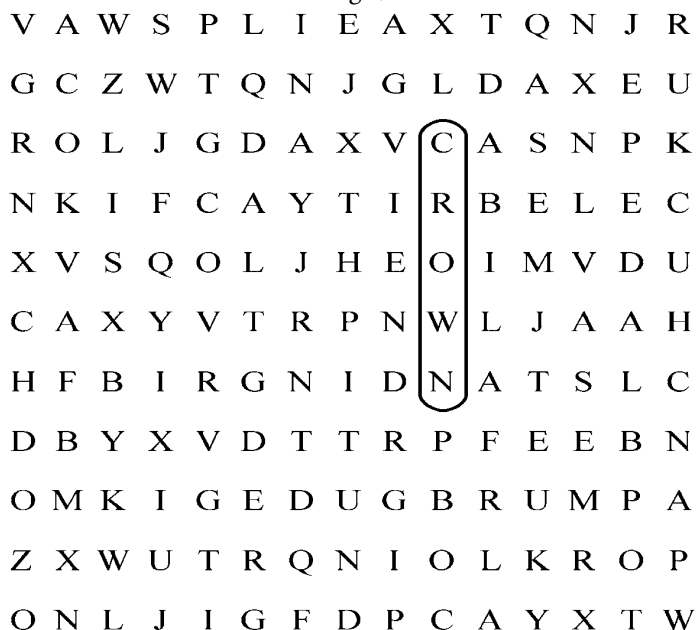 V A W S P L I E A X T Q N J R
G C Z W T Q N J G L D A X E U
R O L J G D A X V C A S N P K
N K I F C A Y T I R B E L E C
X V S Q O L J H E O I M V D U
C A X Y V T R P N W L J A A H
H F B I R G N I D N A T S L C
D B Y X V D T T R P F E E B N
O M K I G E D U G B R U M P A
Z X W U T R Q N I O L K R O P
O N L J I G F D P C A Y X T W